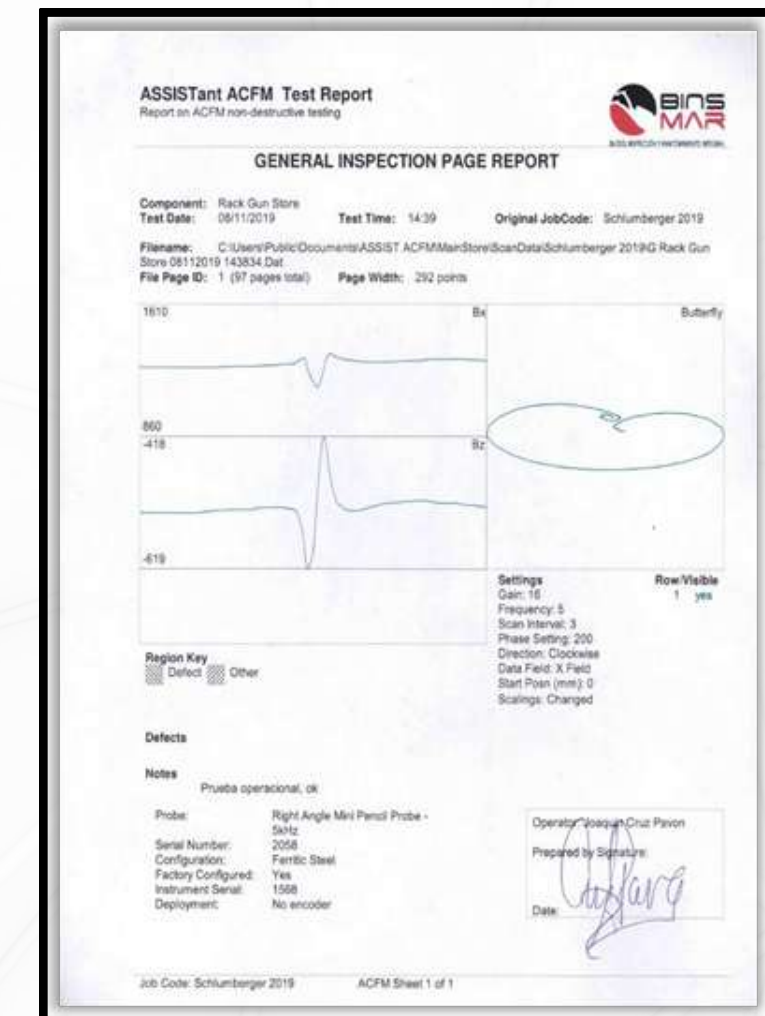 ASSISTant ACFM Test Report
Report on ACFM non-destructive testing
BINS
MAR
GENERAL INSPECTION PAGE REPORT
Component: Rack Gun Store
Test Date: 08/11/2019 Test Time: 14:39 Original JobCode: Schlumberger 2019
Filename: C:\Users\Public\Documents\ASSIST ACFM\MainStore\ScanData\Schlumberger 2019\G Rack Gun
Store 08112019 143834.Dat
File Page ID: 1 (97 pages total) Page Width: 292 points
1610 Bx Butterfly
860
-418 Bz
-619
Settings Row/Visible
Gain: 16 1 yes
Frequency: 5
Scan Interval: 3
Phase Setting: 200
Direction: Clockwise
Data Field: X Field
Start Posn (mm): 0
Scalings: Changed
Region Key
Defect Other
Defects
Notes
Prueba operacional, ok
Probe: Right Angle Mini Pencil Probe -
5kHz
Serial Number: 2058
Configuration: Ferritic Steel
Factory Configured: Yes
Instrument Serial: 1568
Deployment: No encoder
Operator: Joaquin Cruz Pavon
Prepared by Signature:
Date:
Job Code: Schlumberger 2019 ACFM Sheet 1 of 1